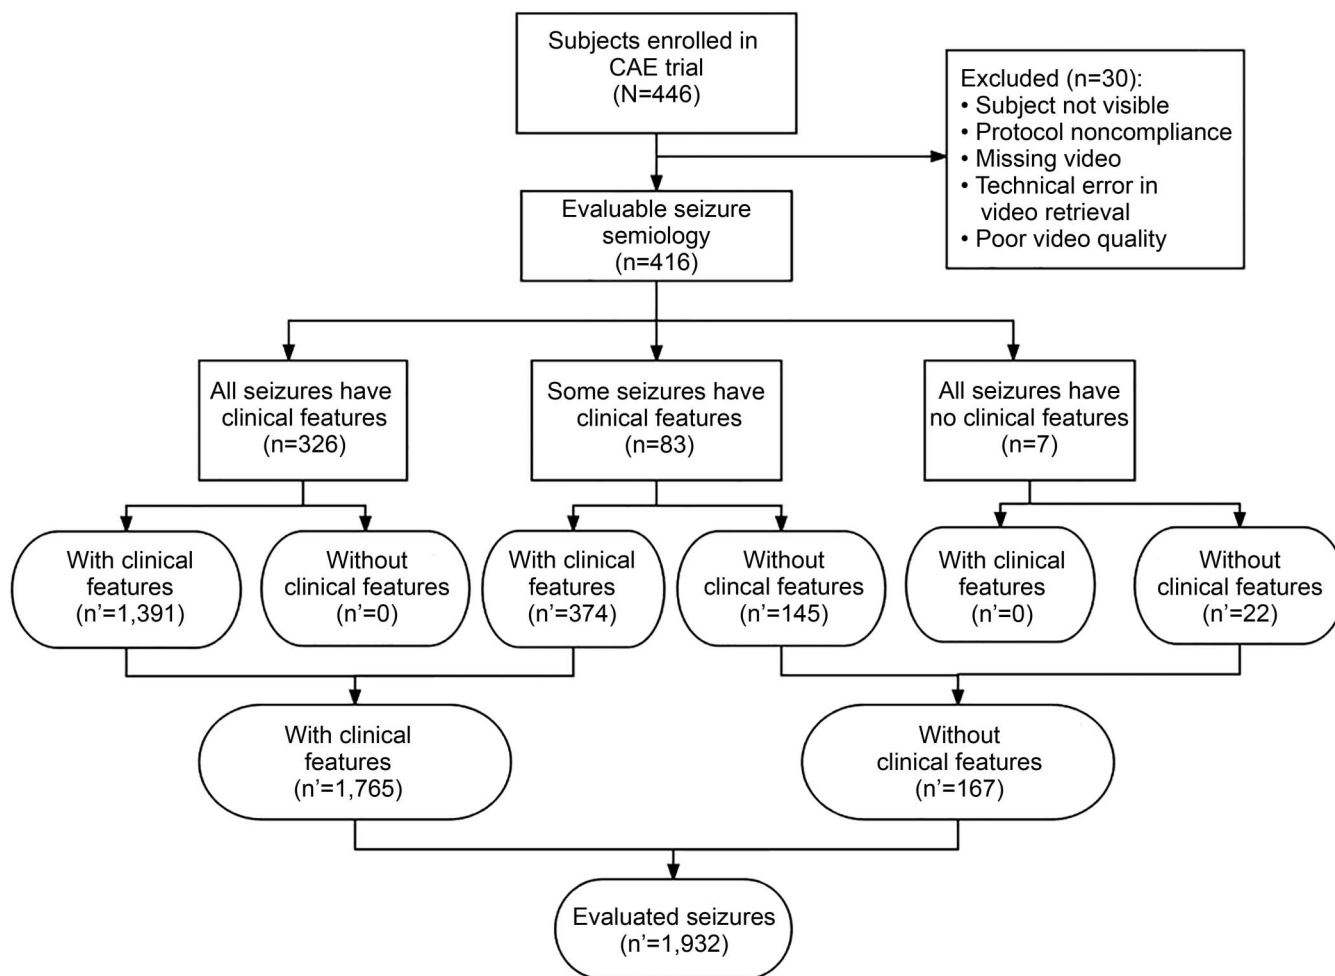 Subjects enrolled in
CAE trial
(N=446)
Excluded (n=30):
• Subject not visible
• Protocol noncompliance
• Missing video
• Technical error in
video retrieval
• Poor video quality
Evaluable seizure
semiology
(n=416)
All seizures have
clinical features
(n=326)
Some seizures have
clinical features
(n=83)
All seizures have
no clinical features
(n=7)
With clinical
features
(n’=1,391)
Without
clinical features
(n’=0)
With clinical
features
(n’=374)
Without
clincal features
(n’=145)
With clinical
features
(n’=0)
Without
clinical features
(n’=22)
With clinical
features
(n’=1,765)
Without
clinical features
(n’=167)
Evaluated seizures
(n’=1,932)